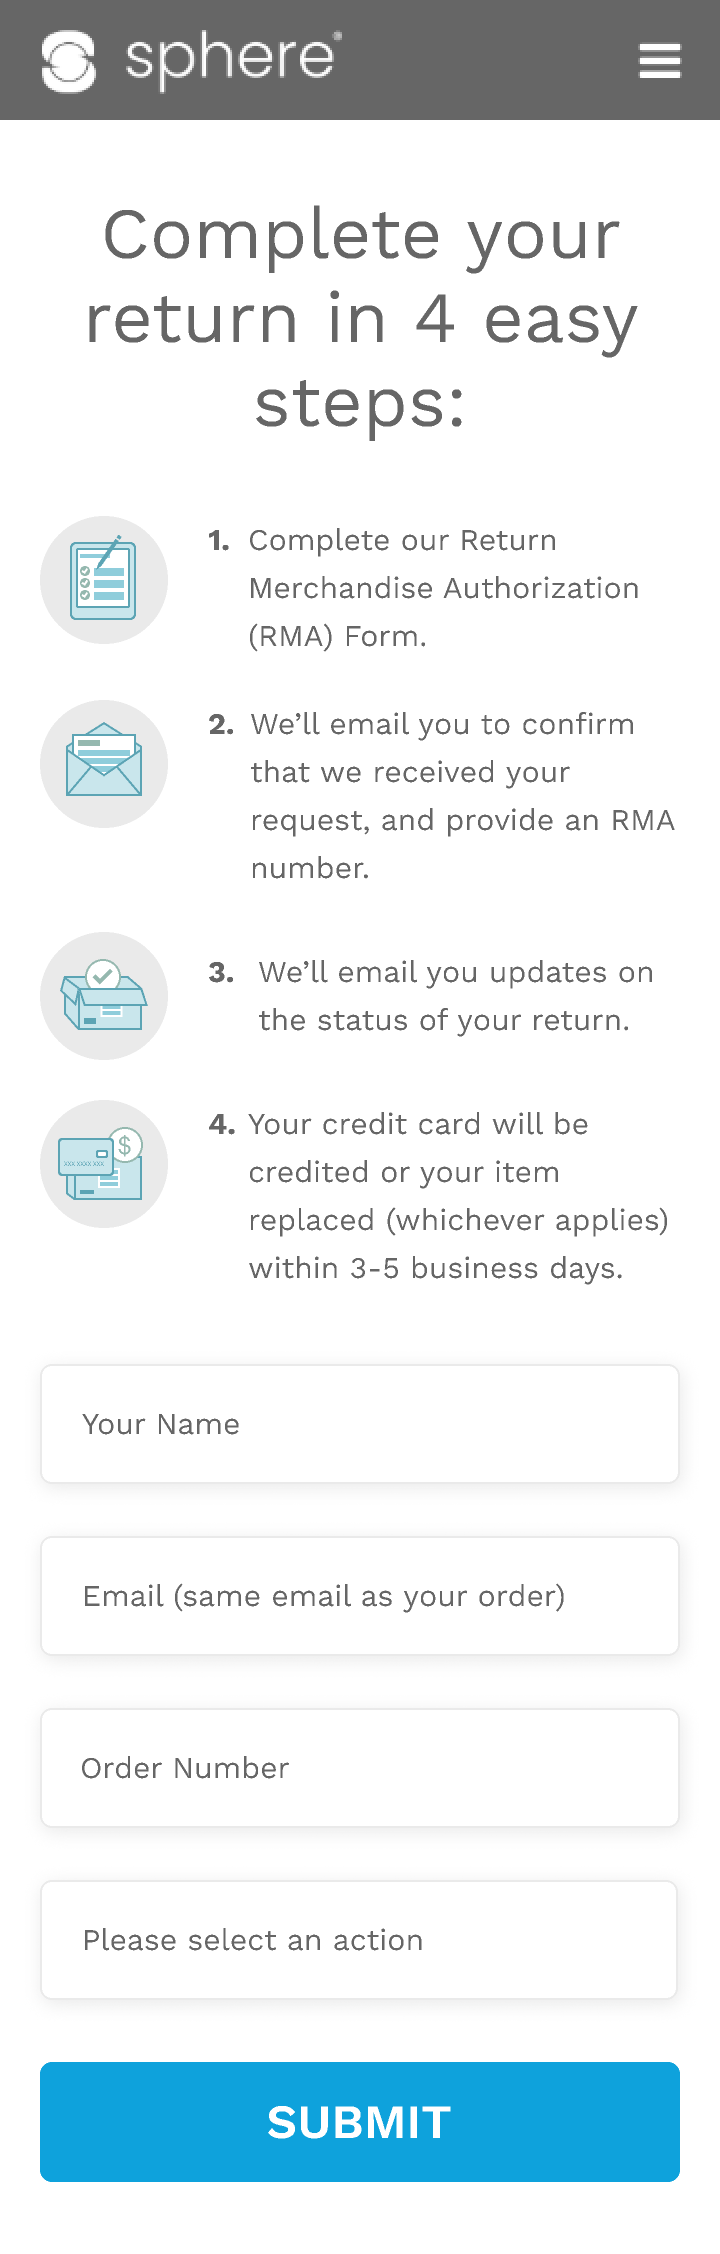 sphere®
Complete your
return in 4 easy
steps:
1. Complete our Return
Merchandise Authorization
(RMA) Form.
2. We’ll email you to confirm
that we received your
request, and provide an RMA
number.
3. We’ll email you updates on
the status of your return.
4. Your credit card will be
credited or your item
replaced (whichever applies)
within 3-5 business days.
XXX XXXX XXX
$
Your Name
Email (same email as your order)
Order Number
Please select an action
SUBMIT